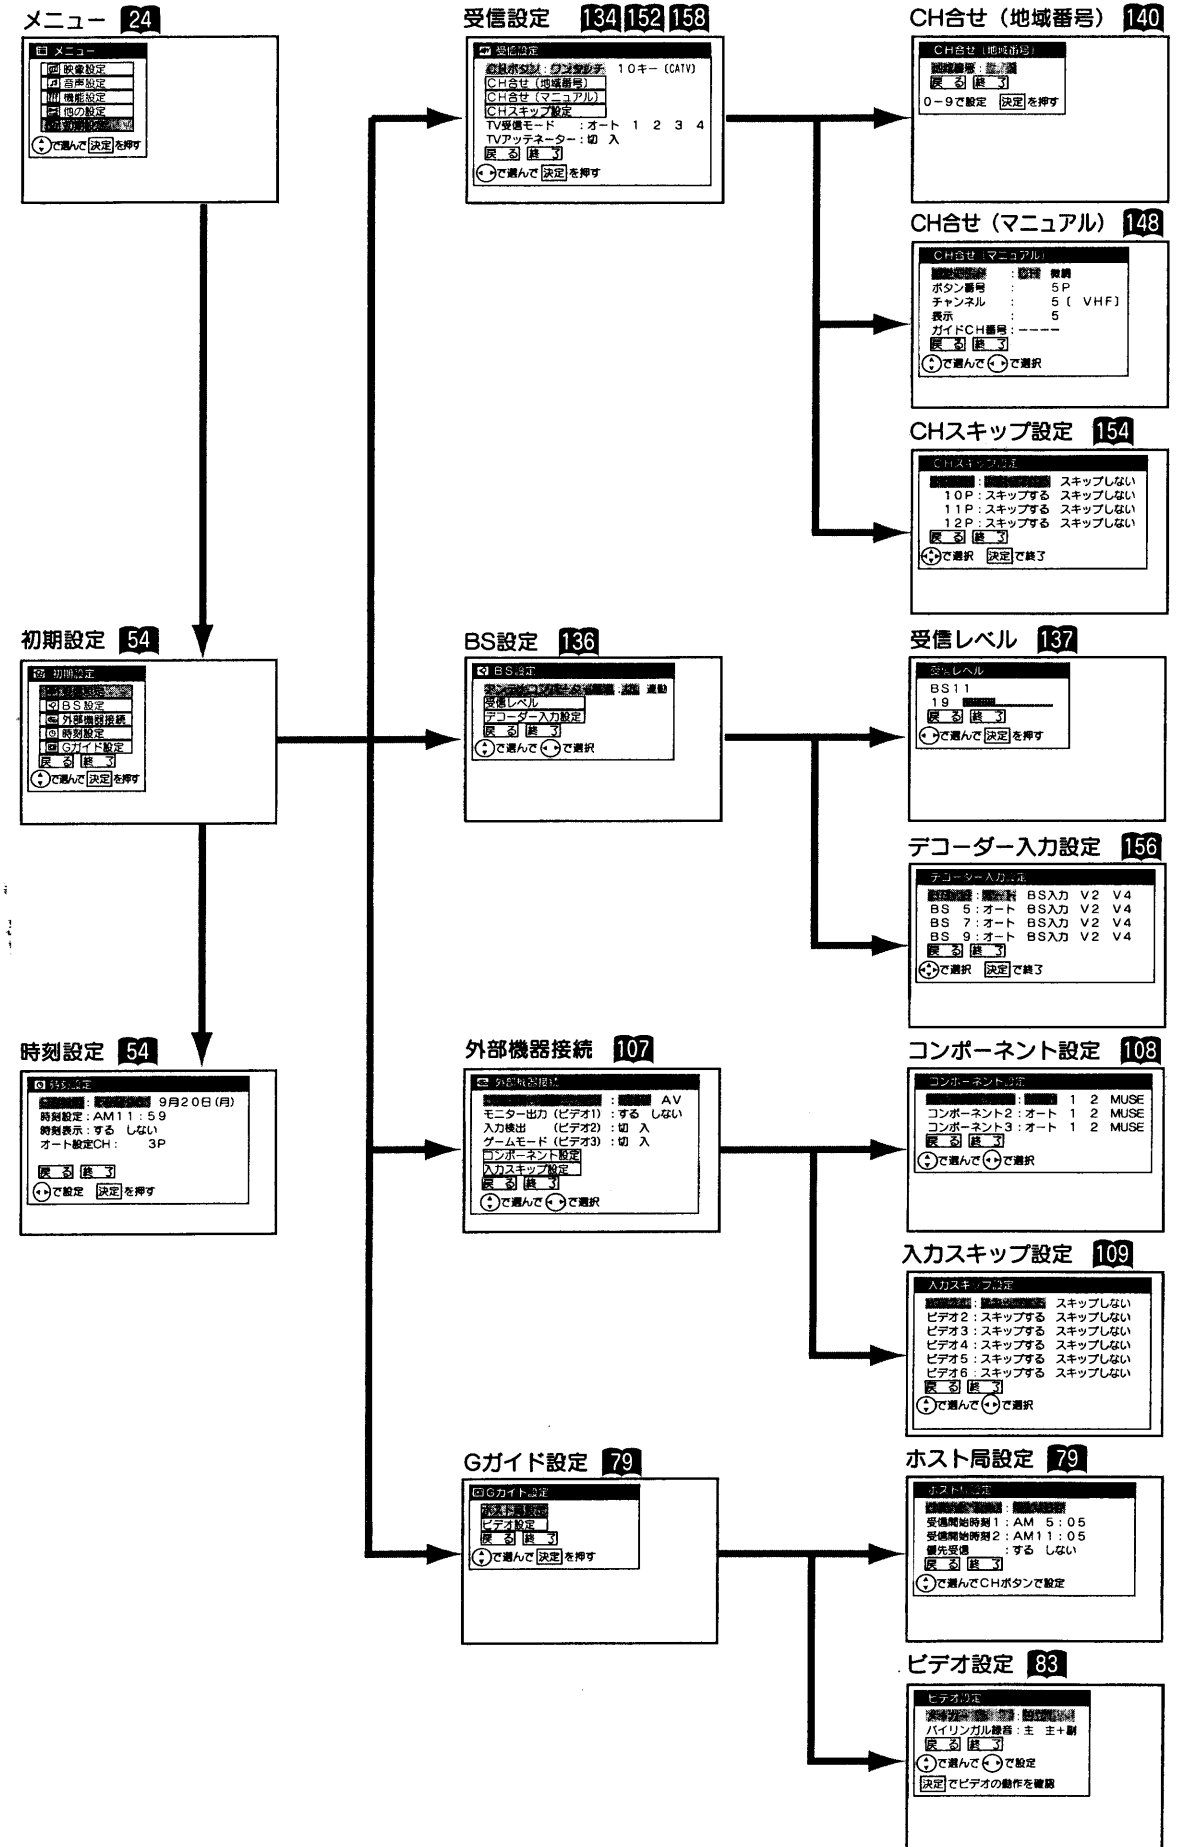 メニュー 24
メニュー
映像設定
音声設定
機能設定
他の設定
初期設定
で選んで 決定 を押す
受信設定 134 152 158
受信設定
CHボタン：ワンタッチ 10キー（CATV）
CH合せ（地域番号）
CH合せ（マニュアル）
CHスキップ設定
TV受信モード ：オート 1 2 3 4
TVアッテネーター：切 入
戻る 終了
で選んで 決定 を押す
CH合せ（地域番号） 140
CH合せ（地域番号）
地域番号
戻る 終了
0－9で設定 決定 を押す
CH合せ（マニュアル） 148
CH合せ（マニュアル）
：CH 微調
ボタン番号 ： 5P
チャンネル ： 5［ VHF］
表示 ： 5
ガイドCH番号：－－－－
戻る 終了
で選んで で選択
CHスキップ設定 154
CHスキップ設定
スキップしない
10P：スキップする スキップしない
11P：スキップする スキップしない
12P：スキップする スキップしない
戻る 終了
で選択 決定 で終了
初期設定 54
初期設定
受信設定
BS設定
外部機器接続
時刻設定
Gガイド設定
戻る 終了
で選んで 決定 を押す
BS設定 136
BS設定
連動
受信レベル
デコーダー入力設定
戻る 終了
で選んで で選択
受信レベル 137
受信レベル
BS11
19
戻る 終了
で選んで 決定 を押す
デコーダー入力設定 156
デコーダー入力設定
BS入力 V2 V4
BS 5：オート BS入力 V2 V4
BS 7：オート BS入力 V2 V4
BS 9：オート BS入力 V2 V4
戻る 終了
で選択 決定 で終了
時刻設定 54
時刻設定
9月20日(月)
時刻設定：AM11：59
時刻表示：する しない
オート設定CH： 3P
戻る 終了
で設定 決定 を押す
外部機器接続 107
外部機器接続
AV
モニター出力（ビデオ1）：する しない
入力検出 （ビデオ2）：切 入
ゲームモード（ビデオ3）：切 入
コンポーネント設定
入力スキップ設定
戻る 終了
で選んで で選択
コンポーネント設定 108
コンポーネント設定
1 2 MUSE
コンポーネント2：オート 1 2 MUSE
コンポーネント3：オート 1 2 MUSE
戻る 終了
で選んで で選択
入力スキップ設定 109
入力スキップ設定
スキップしない
ビデオ2：スキップする スキップしない
ビデオ3：スキップする スキップしない
ビデオ4：スキップする スキップしない
ビデオ5：スキップする スキップしない
ビデオ6：スキップする スキップしない
戻る 終了
で選んで で選択
Gガイド設定 79
Gガイド設定
ホスト局設定
ビデオ設定
戻る 終了
で選んで 決定 を押す
ホスト局設定 79
ホスト局設定
受信開始時刻1：AM 5：05
受信開始時刻2：AM11：05
優先受信 ：する しない
戻る 終了
で選んでCHボタンで設定
ビデオ設定 83
ビデオ設定
バイリンガル録音：主 主＋副
戻る 終了
で選んで で設定
決定 でビデオの動作を確認